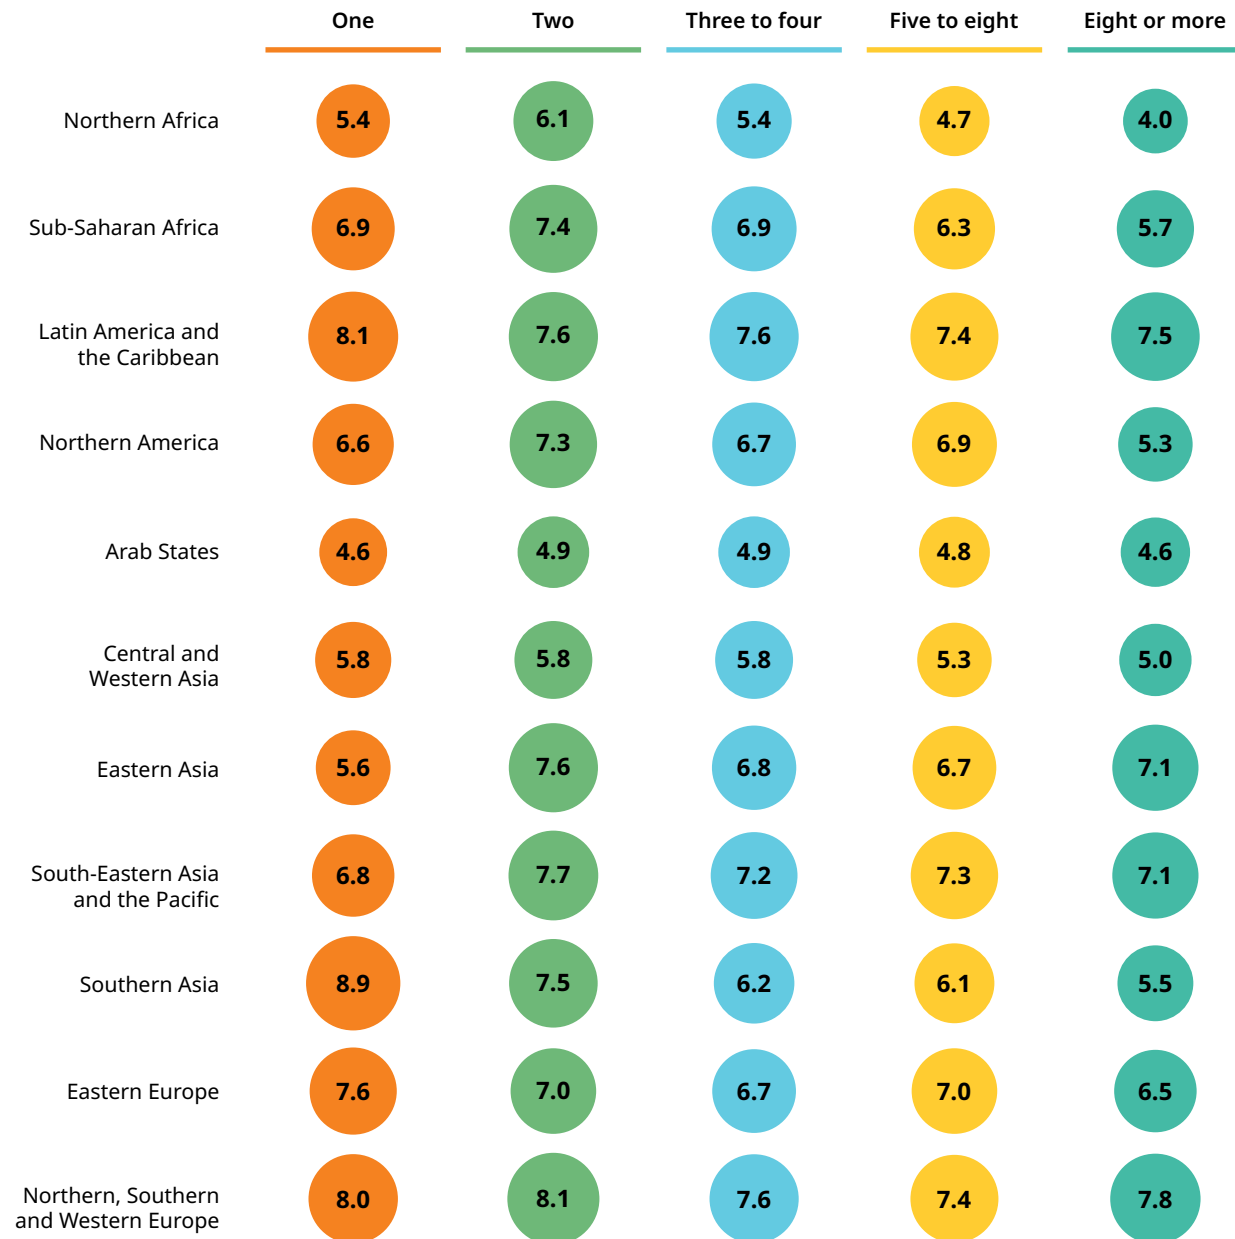 One Two Three to four Five to eight Eight or more
Northern Africa 5.4 6.1 5.4 4.7 4.0
Sub-Saharan Africa 6.9 7.4 6.9 6.3 5.7
Latin America and
the Caribbean 8.1 7.6 7.6 7.4 7.5
Northern America 6.6 7.3 6.7 6.9 5.3
Arab States 4.6 4.9 4.9 4.8 4.6
Central and
Western Asia 5.8 5.8 5.8 5.3 5.0
Eastern Asia 5.6 7.6 6.8 6.7 7.1
South-Eastern Asia
and the Pacific 6.8 7.7 7.2 7.3 7.1
Southern Asia 8.9 7.5 6.2 6.1 5.5
Eastern Europe 7.6 7.0 6.7 7.0 6.5
Northern, Southern
and Western Europe 8.0 8.1 7.6 7.4 7.8